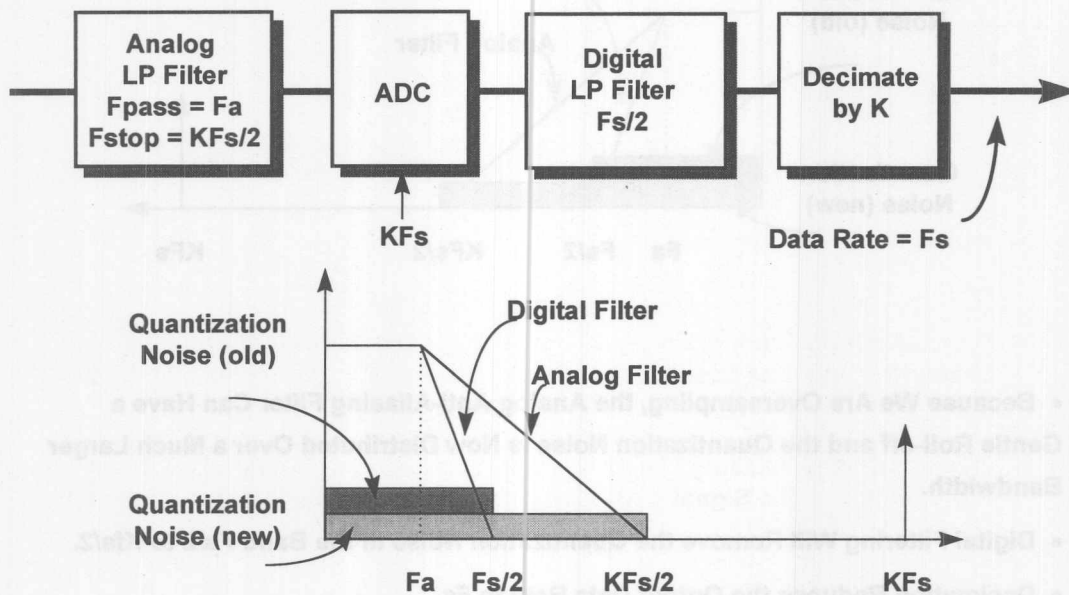 Analog
LP Filter
Fpass = Fa
Fstop = KFs/2
ADC
Digital
LP Filter
Fs/2
Decimate
by K
KFs
Data Rate = Fs
Quantization
Noise (old)
Digital Filter
Analog Filter
Quantization
Noise (new)
Fa
Fs/2
KFs/2
KFs